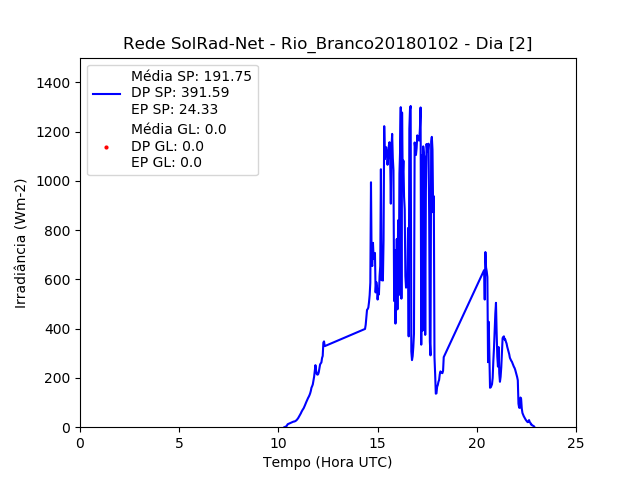 Rede SolRad-Net - Rio_Branco20180102 - Dia [2]
Média SP: 191.75
DP SP: 391.59
EP SP: 24.33
Média GL: 0.0
DP GL: 0.0
EP GL: 0.0
Irradiância (Wm-2)
1400
1200
1000
800
600
400
200
0
0 5 10 15 20 25
Tempo (Hora UTC)